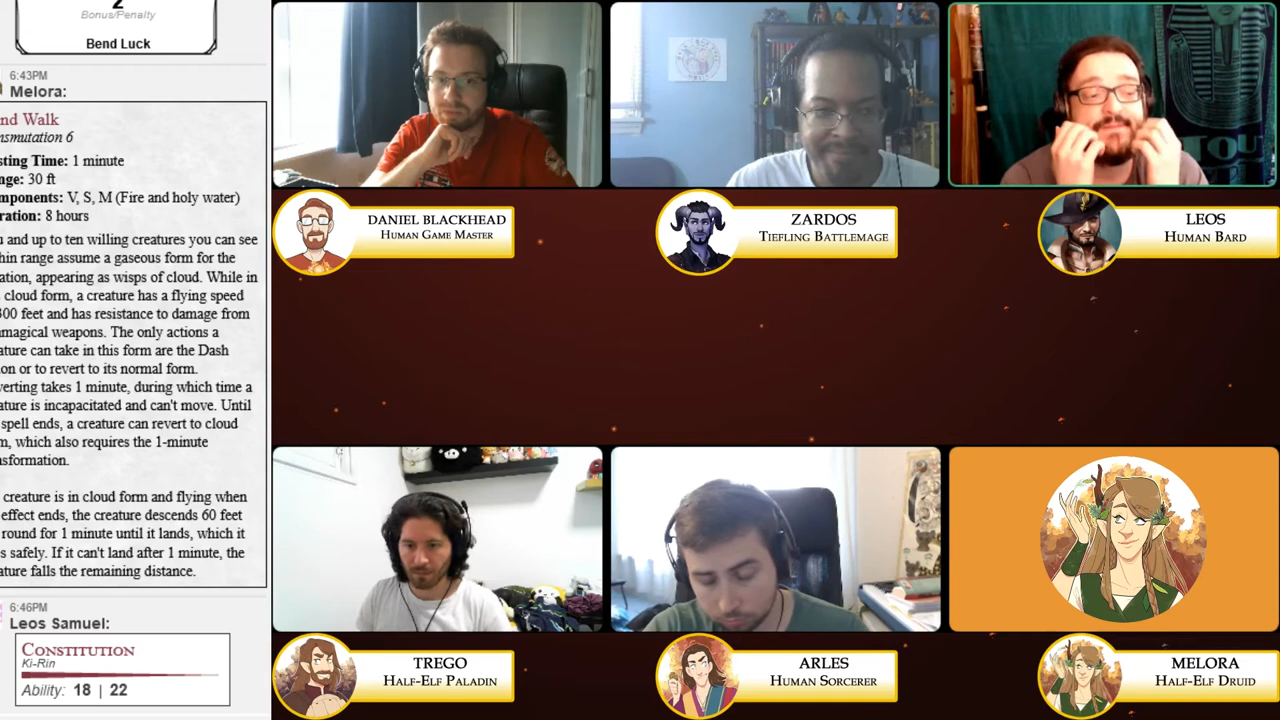 2
Bonus/Penalty
Bend Luck
6:43PM
Melora:
nd Walk
nsmutation 6
sting Time: 1 minute
nge: 30 ft
mponents: V, S, M (Fire and holy water)
ration: 8 hours
and up to ten willing creatures you can see
hin range assume a gaseous form for the
ation, appearing as wisps of cloud. While in
cloud form, a creature has a flying speed
300 feet and has resistance to damage from
nmagical weapons. The only actions a
ature can take in this form are the Dash
ion or to revert to its normal form.
verting takes 1 minute, during which time a
ature is incapacitated and can't move. Until
spell ends, a creature can revert to cloud
m, which also requires the 1-minute
nsformation.
creature is in cloud form and flying when
effect ends, the creature descends 60 feet
round for 1 minute until it lands, which it
s safely. If it can't land after 1 minute, the
ature falls the remaining distance.
6:46PM
Leos Samuel:
CONSTITUTION
Ki-Rin
Ability: 18 | 22
DANIEL BLACKHEAD
HUMAN GAME MASTER
ZARDOS
TIEFLING BATTLEMAGE
LEOS
HUMAN BARD
TREGO
HALF-ELF PALADIN
ARLES
HUMAN SORCERER
MELORA
HALF-ELF DRUID